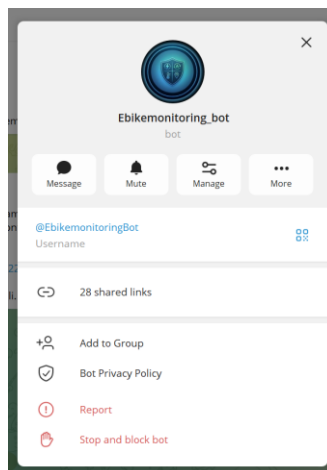 Ebikemonitoring_bot
bot
Message
Mute
Manage
More
@EbikemonitoringBot
Username
28 shared links
Add to Group
Bot Privacy Policy
Report
Stop and block bot